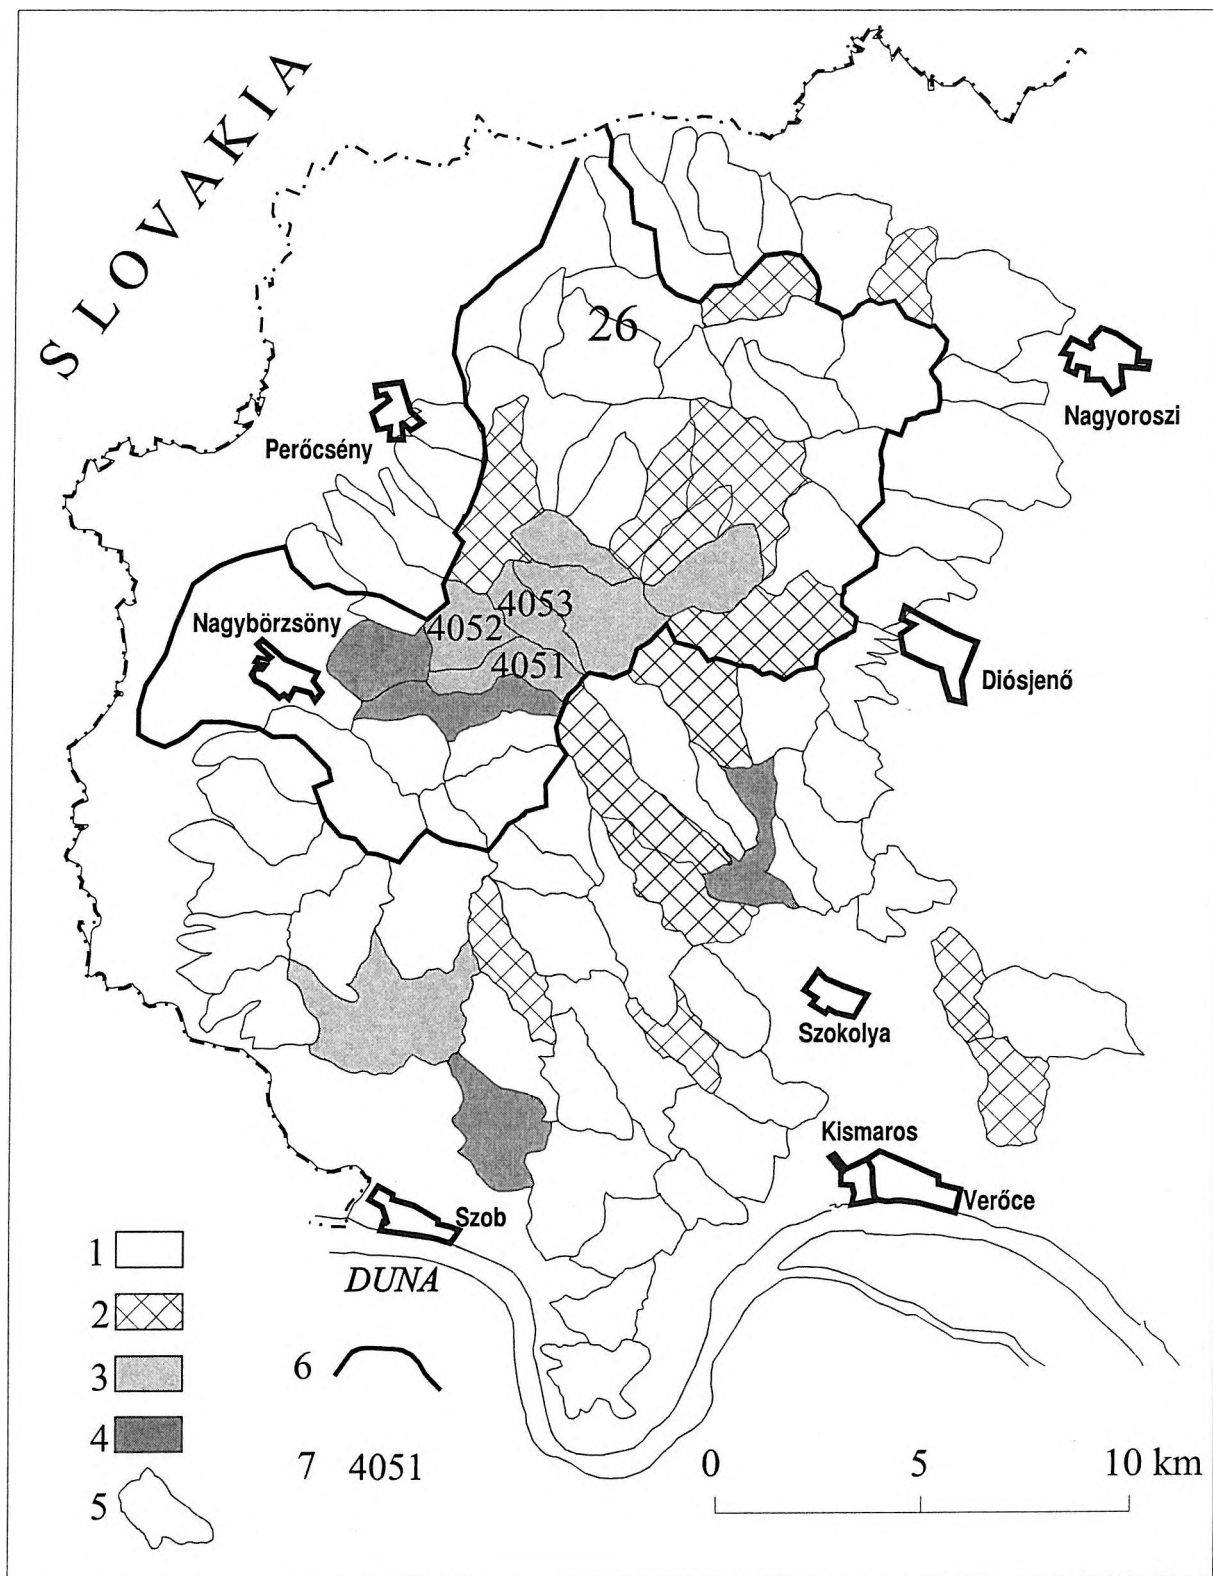 SLOVAKIA
26
Nagyoroszi
Perőcsény
4053
Nagybörzsöny
4052
4051
Diósjenő
Szokolya
Kismaros
Verőce
Szob
DUNA
1
2
3
4
5
6
7 4051
0 5 10 km